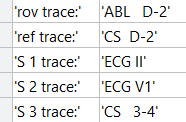 'rov trace:' 'ABL   D-2'
'ref trace:' 'CS  D-2'
'S 1 trace:' 'ECG II'
'S 2 trace:' 'ECG V1'
'S 3 trace:' 'CS   3-4'